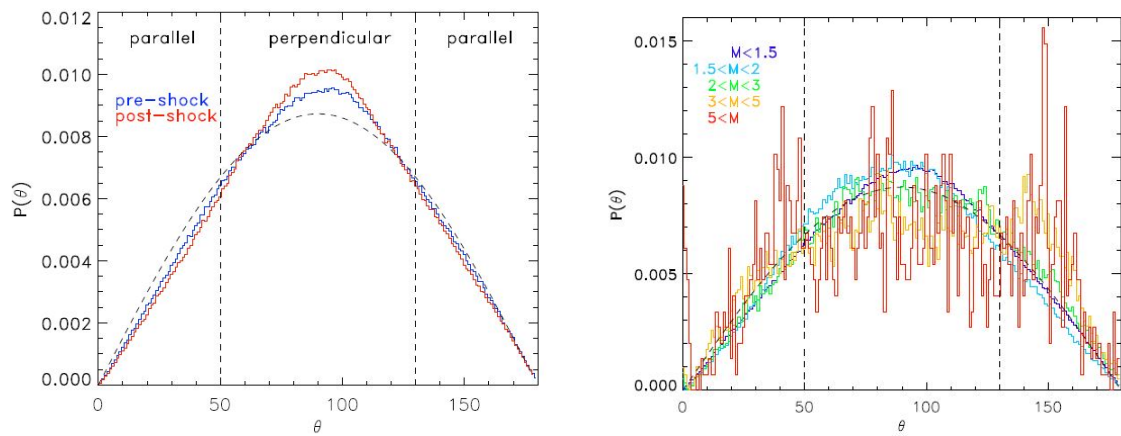 0.012
0.010
0.008
0.006
0.004
0.002
0.000
P(θ)
parallel perpendicular parallel
pre-shock
post-shock
0 50 100 150
θ
0.015
0.010
0.005
0.000
P(θ)
M<1.5
1.5<M<2
2<M<3
3<M<5
5<M
0 50 100 150
θ